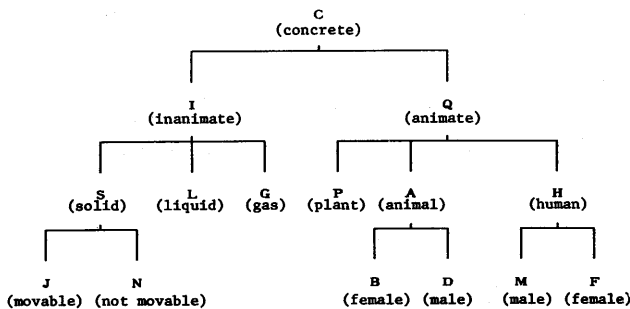 C
(concrete)
I Q
(inanimate) (animate)
S L G P A H
(solid) (liquid) (gas) (plant) (animal) (human)
J N B D M F
(movable) (not movable) (female) (male) (male) (female)